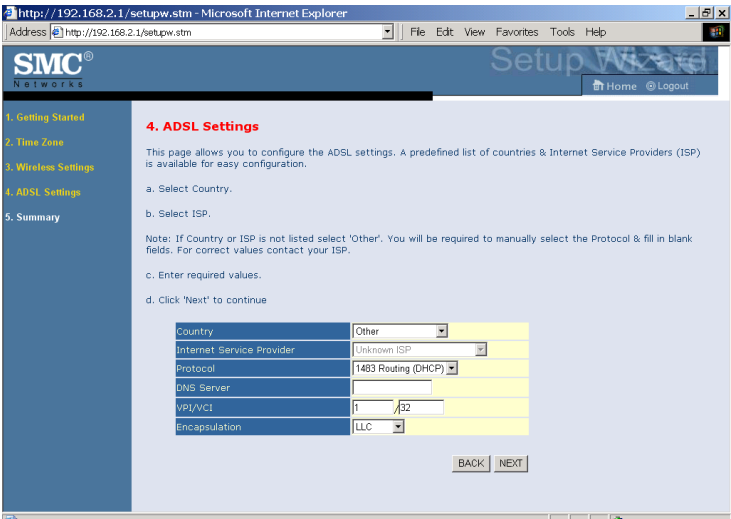 http://192.168.2.1/setupw.stm - Microsoft Internet Explorer
Address http://192.168.2.1/setupw.stm File Edit View Favorites Tools Help
SMC®
Networks
Setup Wizard
Home Logout
1. Getting Started
2. Time Zone
3. Wireless Settings
4. ADSL Settings
5. Summary
4. ADSL Settings
This page allows you to configure the ADSL settings. A predefined list of countries & Internet Service Providers (ISP)
is available for easy configuration.
a. Select Country.
b. Select ISP.
Note: If Country or ISP is not listed select 'Other'. You will be required to manually select the Protocol & fill in blank
fields. For correct values contact your ISP.
c. Enter required values.
d. Click 'Next' to continue
Country Other
Internet Service Provider Unknown ISP
Protocol 1483 Routing (DHCP)
DNS Server
VPI/VCI 1 /32
Encapsulation LLC
BACK NEXT